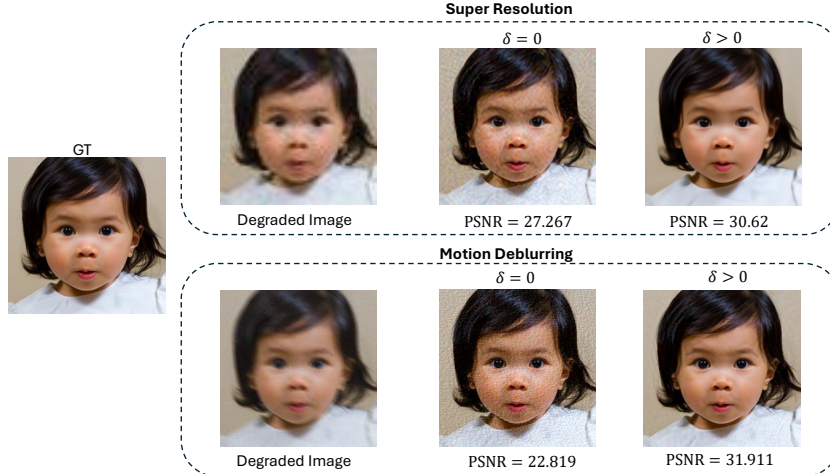 Super Resolution
δ = 0
δ > 0
GT
Degraded Image
PSNR = 27.267
PSNR = 30.62
Motion Deblurring
δ = 0
δ > 0
Degraded Image
PSNR = 22.819
PSNR = 31.911